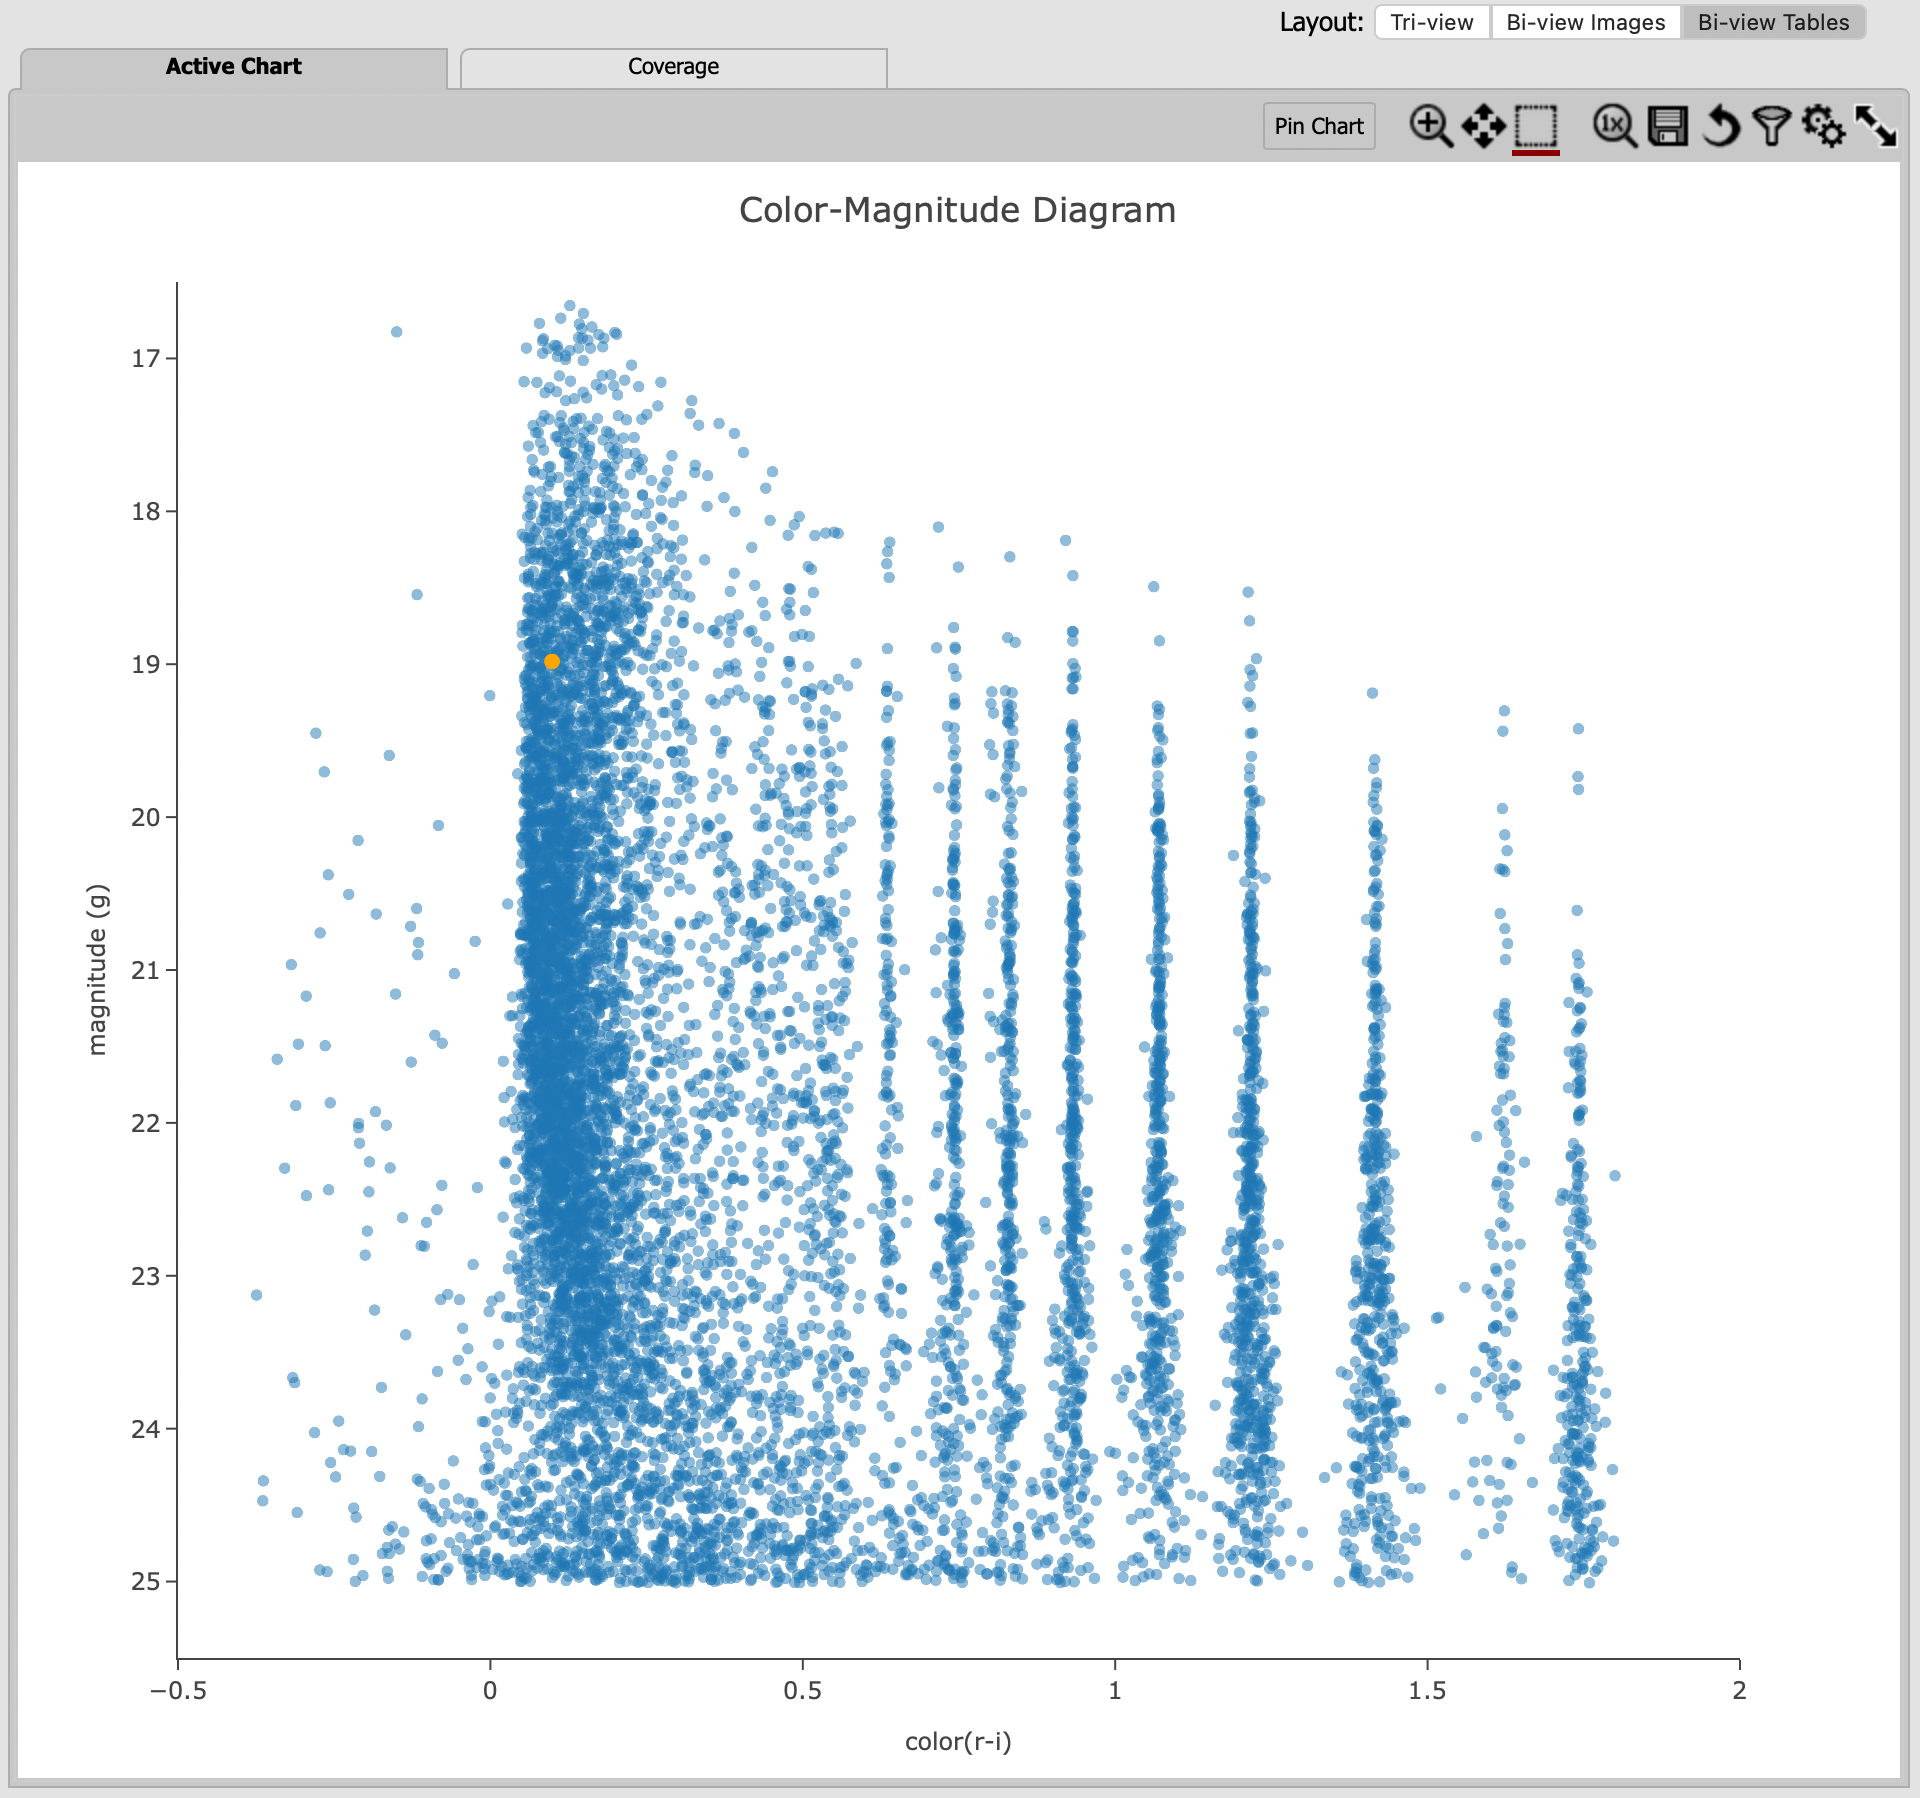 Layout: Tri-view Bi-view Images Bi-view Tables
Active Chart Coverage
Pin Chart 1x
Color-Magnitude Diagram
17
18
19
20
21
22
23
24
25
magnitude (g)
−0.5 0 0.5 1 1.5 2
color(r-i)